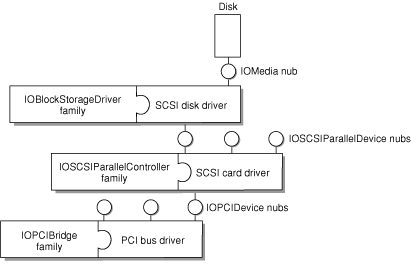 Disk
IOMedia nub
IOBlockStorageDriver
family
SCSI disk driver
IOSCSIParallelDevice nubs
IOSCSIParallelController
family
SCSI card driver
IOPCIDevice nubs
IOPCIBridge
family
PCI bus driver